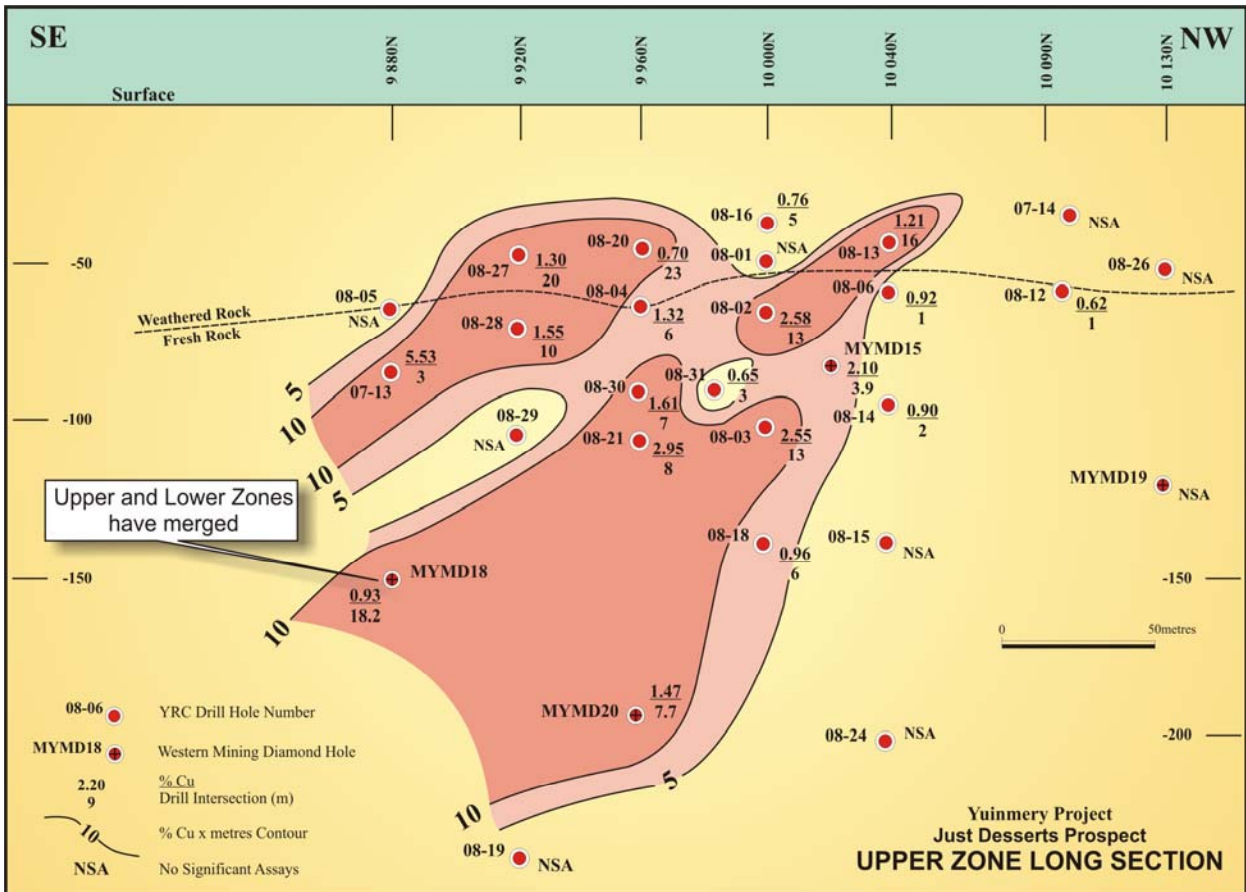 SE
NW
9 880N
9 920N
9 960N
10 000N
10 040N
10 090N
10 130N
Surface
08-16
0.76
5
07-14
NSA
08-20
0.70
23
08-01
NSA
1.21
16
08-13
-50
-50
08-27
1.30
20
08-26
NSA
08-05
NSA
08-04
1.32
6
08-02
2.58
13
08-06
0.92
1
08-12
0.62
1
Weathered Rock
Fresh Rock
08-28
1.55
10
MYMD15
2.10
3.9
5.53
3
07-13
08-30
1.61
7
08-31
0.65
3
5
10
-100
-100
08-29
NSA
08-21
2.95
8
08-03
2.55
13
08-14
0.90
2
10
5
MYMD19
NSA
Upper and Lower Zones
have merged
08-18
0.96
6
08-15
NSA
-150
-150
MYMD18
0.93
18.2
10
0
50metres
MYMD20
1.47
7.7
08-24
NSA
-200
-200
5
10
08-19
NSA
08-06
YRC Drill Hole Number
MYMD18
Western Mining Diamond Hole
2.20
9
% Cu
Drill Intersection (m)
10
% Cu x metres Contour
NSA
No Significant Assays
Yuinmery Project
Just Desserts Prospect
UPPER ZONE LONG SECTION